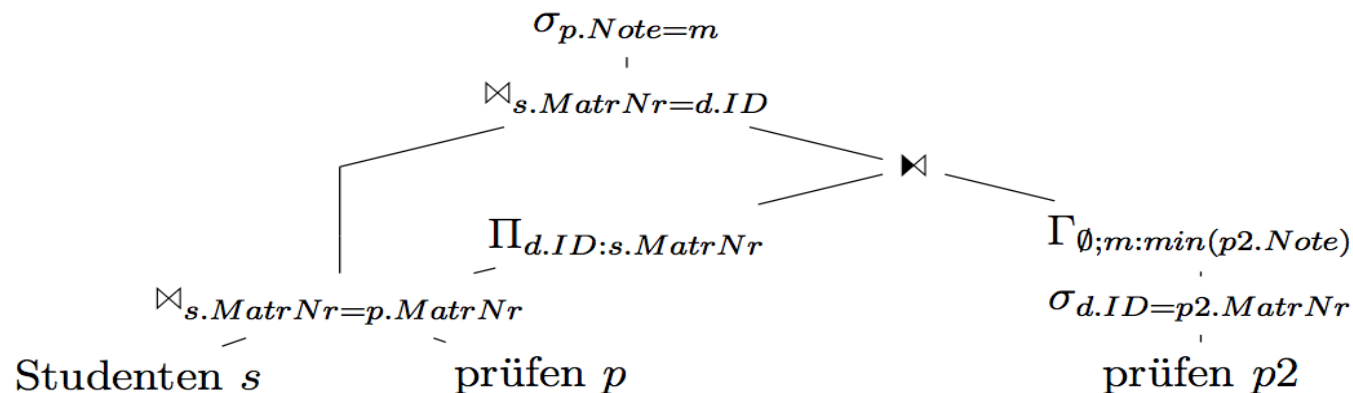 σ_{p.Note=m}
⋈_{s.MatrNr=d.ID}
⧑
Π_{d.ID:s.MatrNr}
Γ_{∅;m:min(p2.Note)}
⋈_{s.MatrNr=p.MatrNr}
σ_{d.ID=p2.MatrNr}
Studenten s
prüfen p
prüfen p2